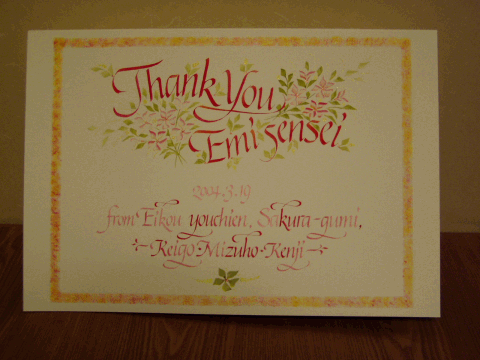 Thank You
Emi sensei
2004.3.19
from Eikou youchien, Sakura-gumi,
Keigo·Mizuho·Kenji